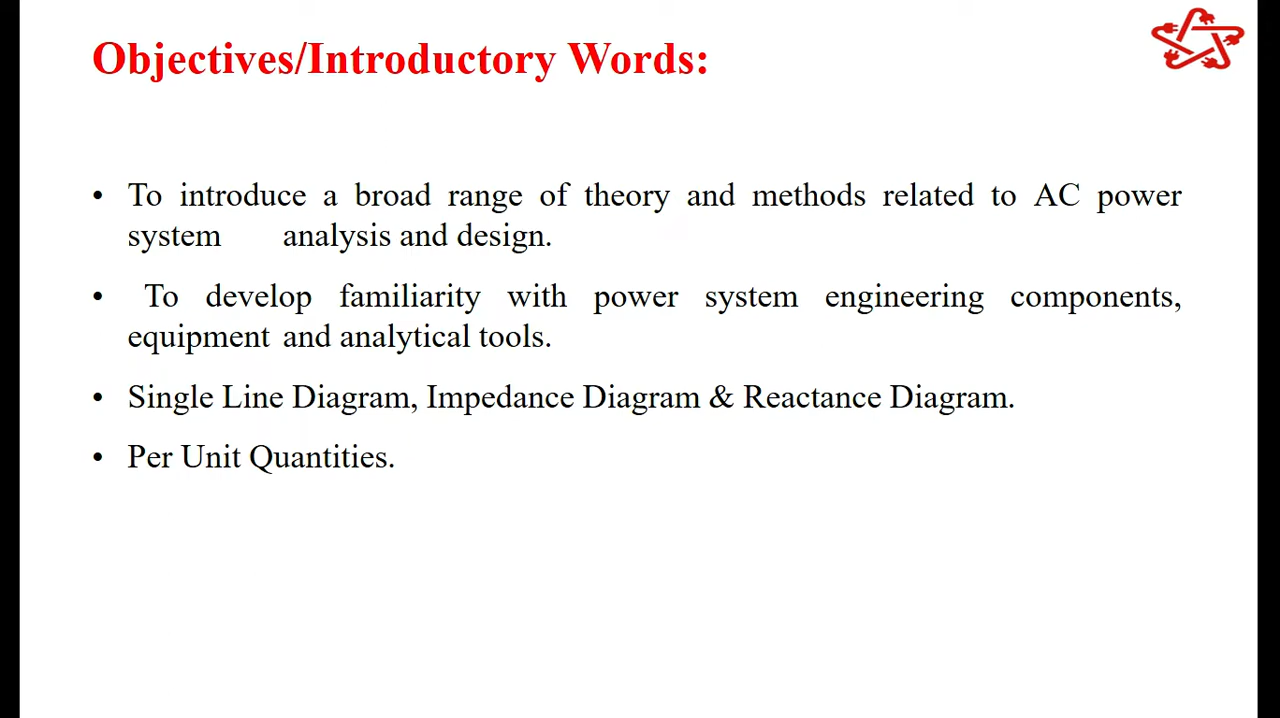 Objectives/Introductory Words:
• To introduce a broad range of theory and methods related to AC power
system analysis and design.
• To develop familiarity with power system engineering components,
equipment and analytical tools.
• Single Line Diagram, Impedance Diagram & Reactance Diagram.
• Per Unit Quantities.